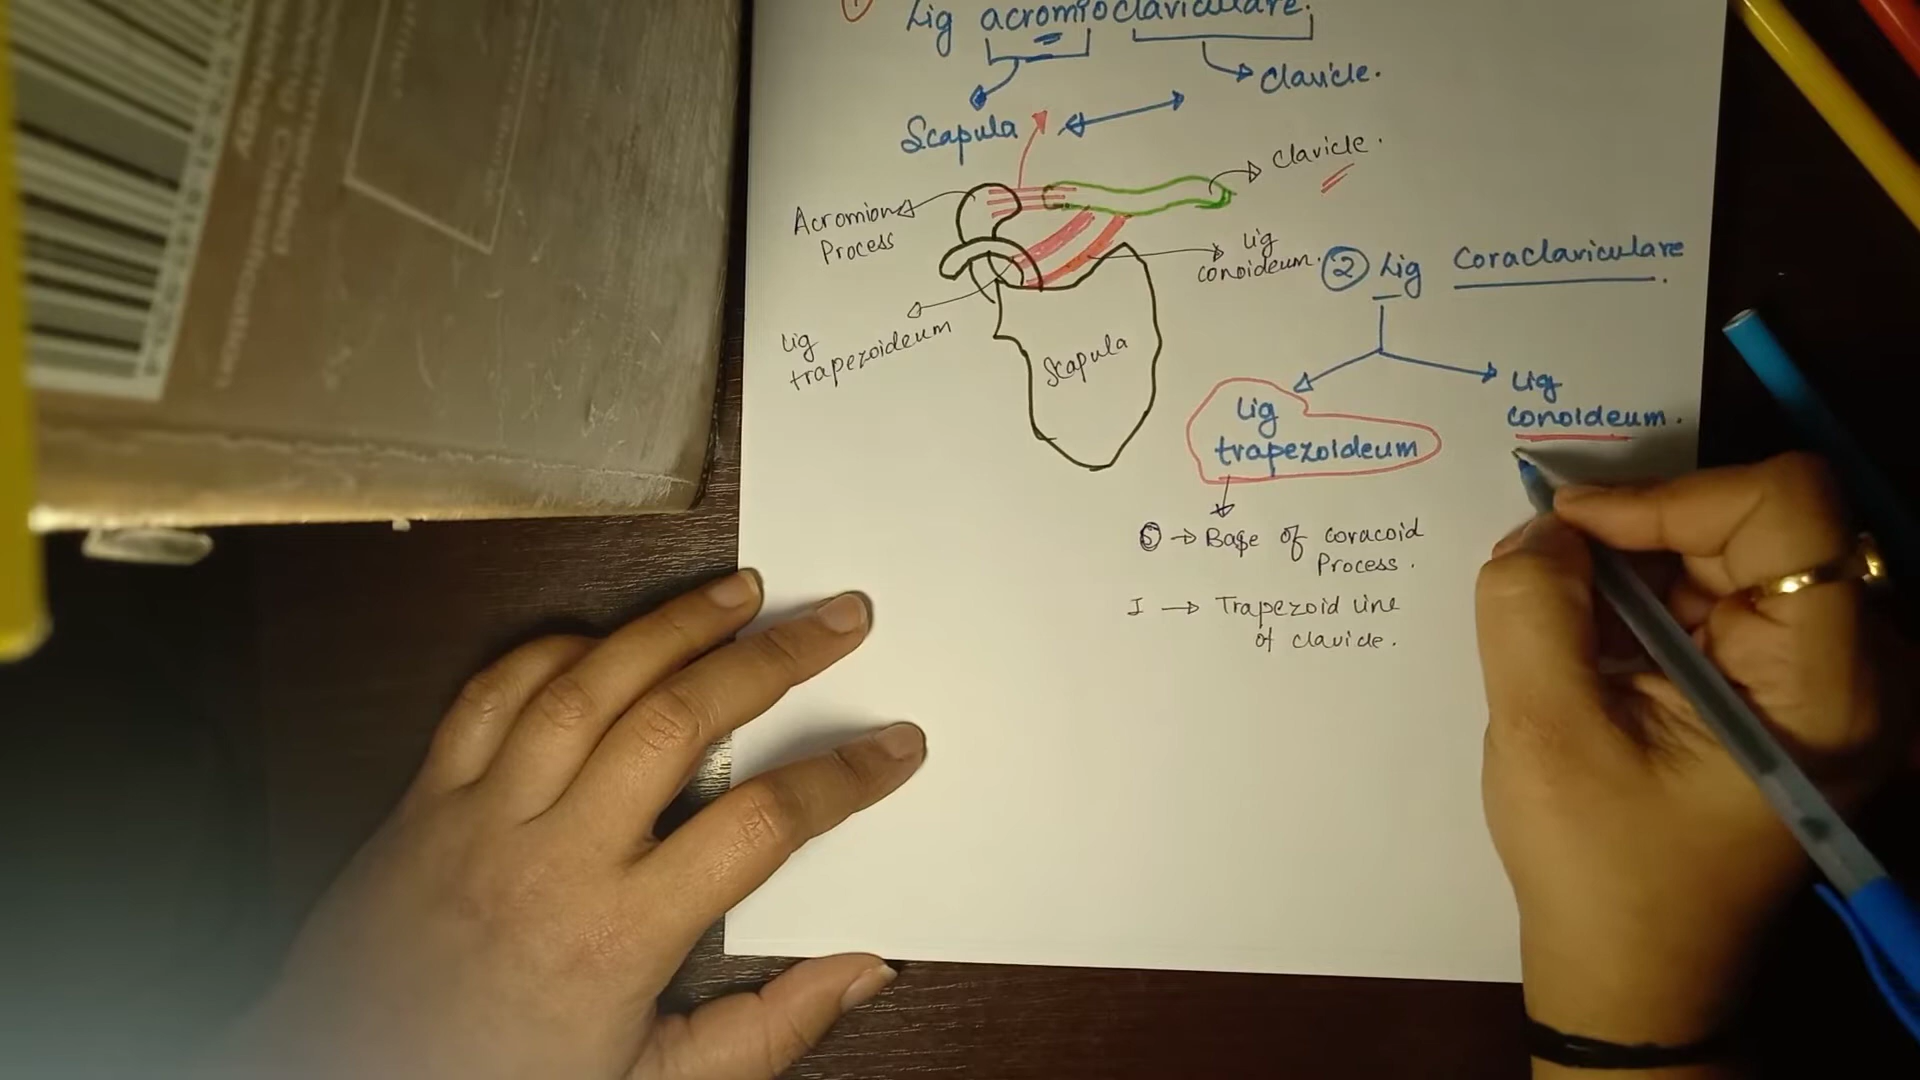 Lig acromioclaviculare.
Clavicle.
Scapula
Clavicle.
Acromion
Process
Lig
conoideum.
② Lig Coraclaviculare
Lig
trapezoideum
Scapula
Lig
trapezoideum
Lig
conoideum.
→ Base of coracoid
Process.
I → Trapezoid line
of clavicle.